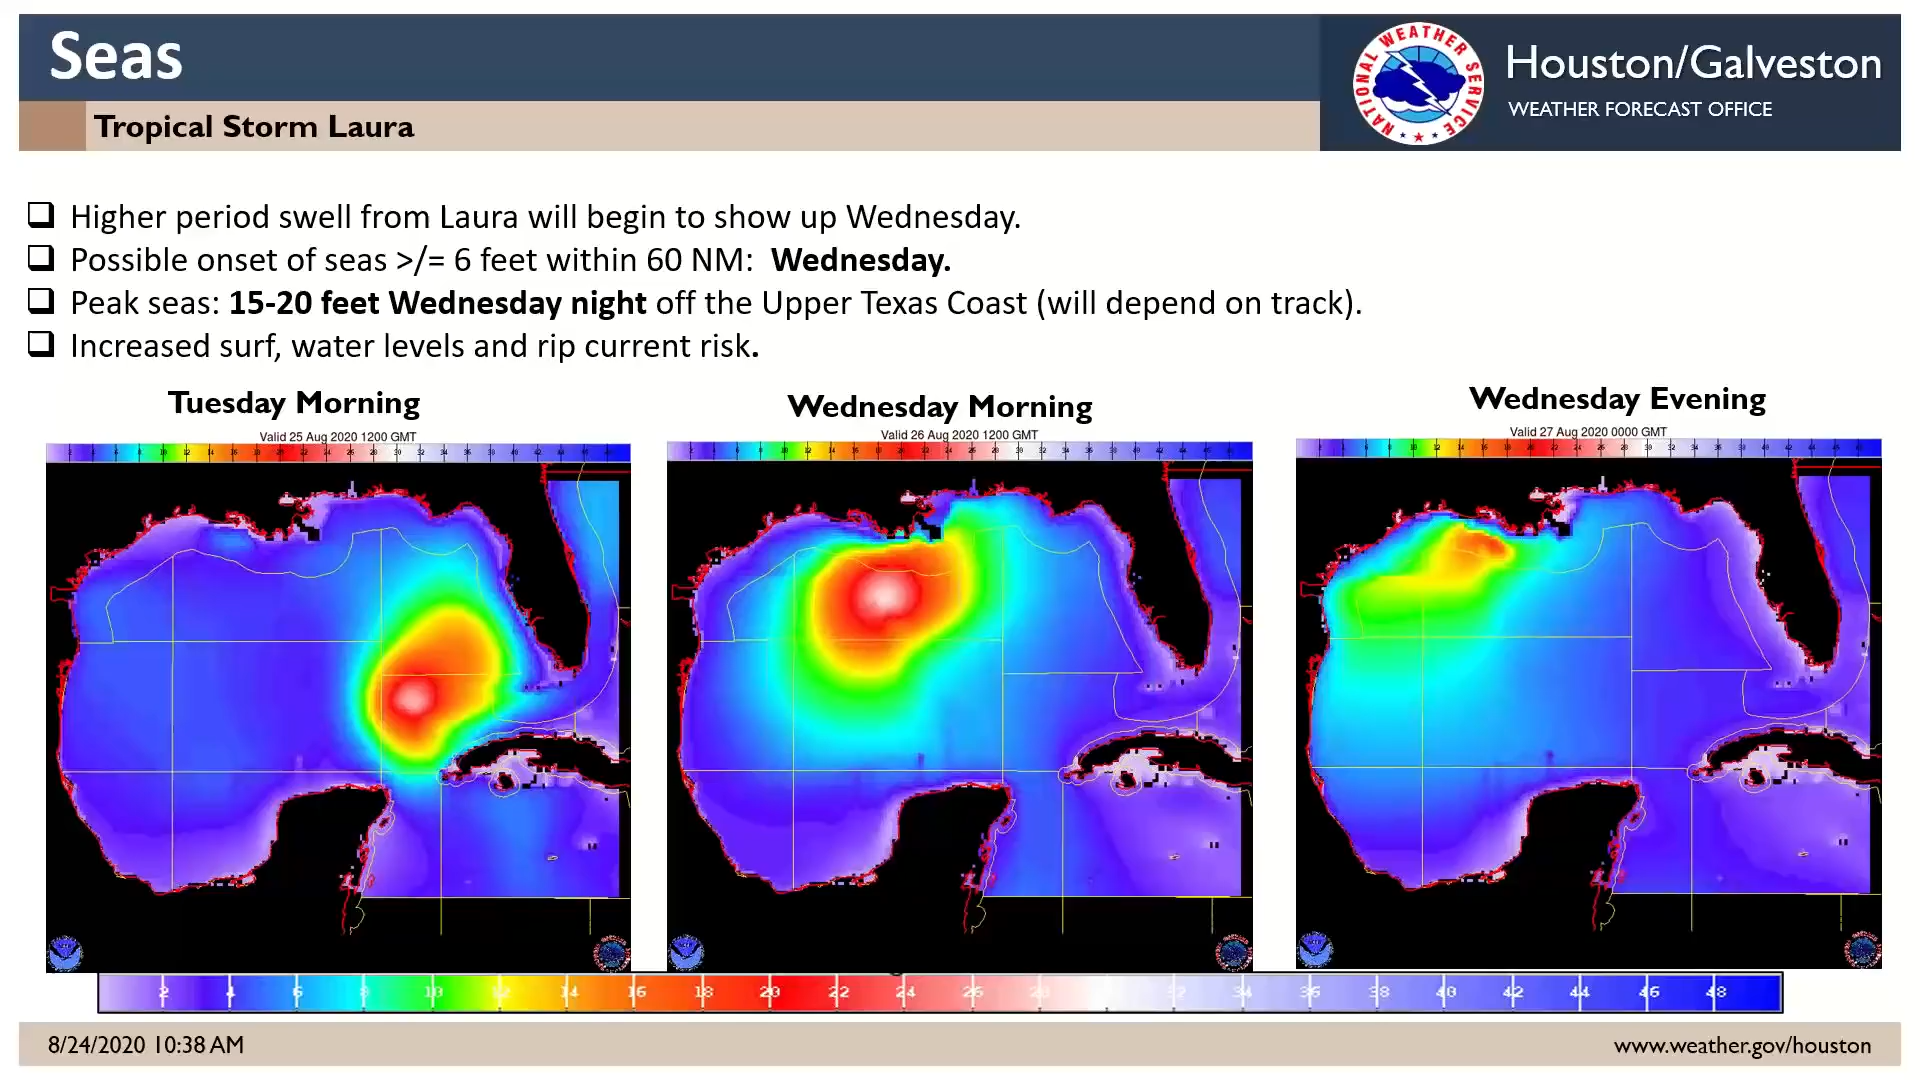 Seas
Tropical Storm Laura
NATIONAL WEATHER SERVICE
Houston/Galveston
WEATHER FORECAST OFFICE
Higher period swell from Laura will begin to show up Wednesday.
Possible onset of seas >/= 6 feet within 60 NM: Wednesday.
Peak seas: 15-20 feet Wednesday night off the Upper Texas Coast (will depend on track).
Increased surf, water levels and rip current risk.
Tuesday Morning
Valid 25 Aug 2020 1200 GMT
Wednesday Morning
Valid 26 Aug 2020 1200 GMT
Wednesday Evening
Valid 27 Aug 2020 0000 GMT
2 4 6 8 10 12 14 16 18 20 22 24 26 28 32 34 36 38 40 42 44 46 48
8/24/2020 10:38 AM
www.weather.gov/houston